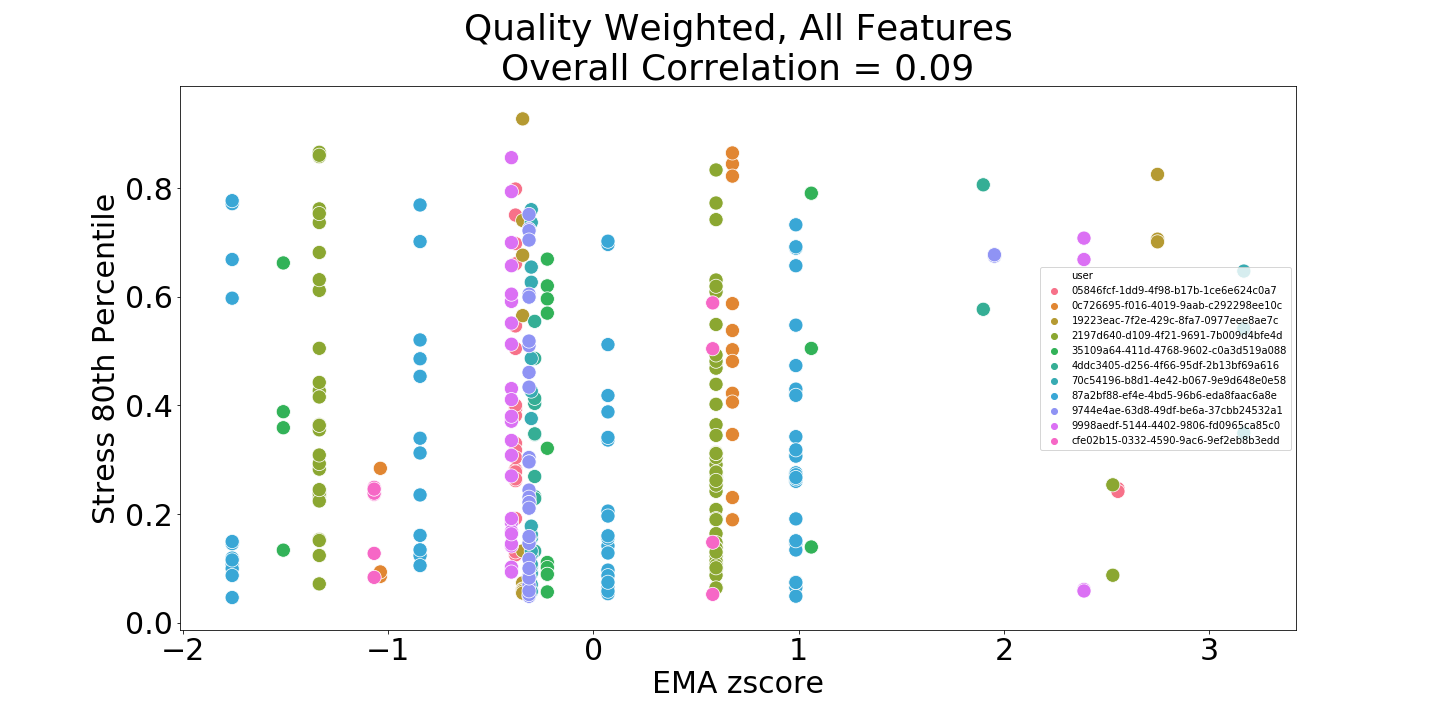 Quality Weighted, All Features
Overall Correlation = 0.09
Stress 80th Percentile
0.8
0.6
0.4
0.2
0.0
user
05846fcf-1dd9-4f98-b17b-1ce6e624c0a7
0c726695-f016-4019-9aab-c292298ee10c
19223eac-7f2e-429c-8fa7-0977eee8ae7c
2197d640-d109-4f21-9691-7b009d4bfe4d
35109a64-411d-4768-9602-c0a3d519a088
4ddc3405-d256-4f66-95df-2b13bf69a616
70c54196-b8d1-4e42-b067-9e9d648e0e58
87a2bf88-ef4e-4bd5-96b6-eda8faac6a8e
9744e4ae-63d8-49df-be6a-37cbb24532a1
9998aedf-5144-4402-9806-fd0965ca85c0
cfe02b15-0332-4590-9ac6-9ef2eb8b3edd
−2 −1 0 1 2 3
EMA zscore